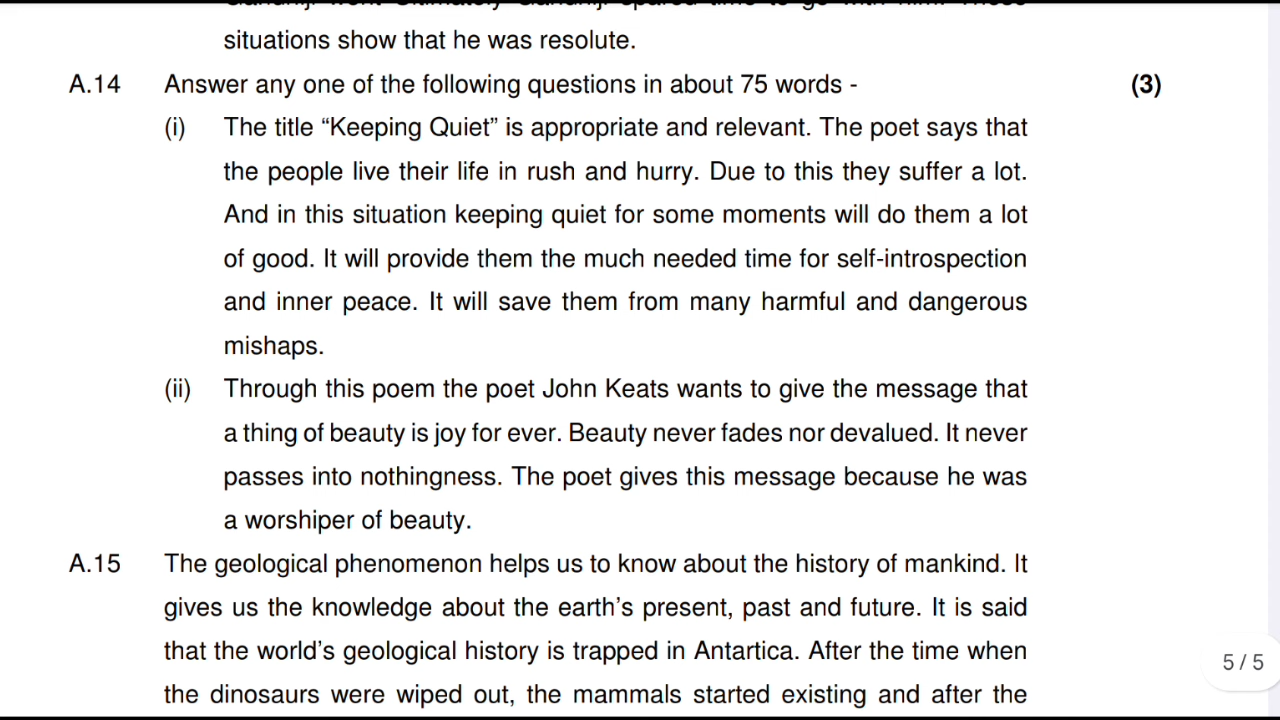 situations show that he was resolute.
A.14 Answer any one of the following questions in about 75 words - (3)
(i) The title “Keeping Quiet” is appropriate and relevant. The poet says that
the people live their life in rush and hurry. Due to this they suffer a lot.
And in this situation keeping quiet for some moments will do them a lot
of good. It will provide them the much needed time for self-introspection
and inner peace. It will save them from many harmful and dangerous
mishaps.
(ii) Through this poem the poet John Keats wants to give the message that
a thing of beauty is joy for ever. Beauty never fades nor devalued. It never
passes into nothingness. The poet gives this message because he was
a worshiper of beauty.
A.15 The geological phenomenon helps us to know about the history of mankind. It
gives us the knowledge about the earth’s present, past and future. It is said
that the world’s geological history is trapped in Antartica. After the time when
5 / 5
the dinosaurs were wiped out, the mammals started existing and after the